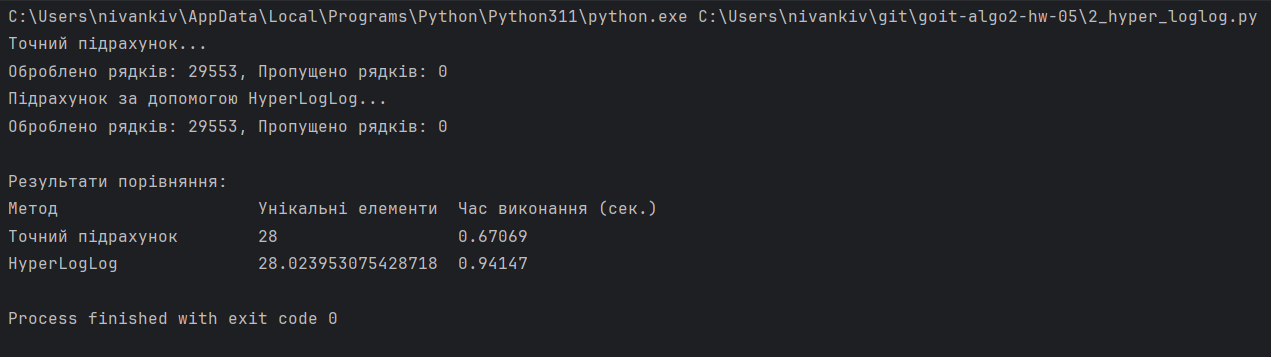 C:\Users\nivankiv\AppData\Local\Programs\Python\Python311\python.exe C:\Users\nivankiv\git\goit-algo2-hw-05\2_hyper_loglog.py
Точний підрахунок...
Оброблено рядків: 29553, Пропущено рядків: 0
Підрахунок за допомогою HyperLogLog...
Оброблено рядків: 29553, Пропущено рядків: 0
Результати порівняння:
Метод Унікальні елементи Час виконання (сек.)
Точний підрахунок 28 0.67069
HyperLogLog 28.023953075428718 0.94147
Process finished with exit code 0